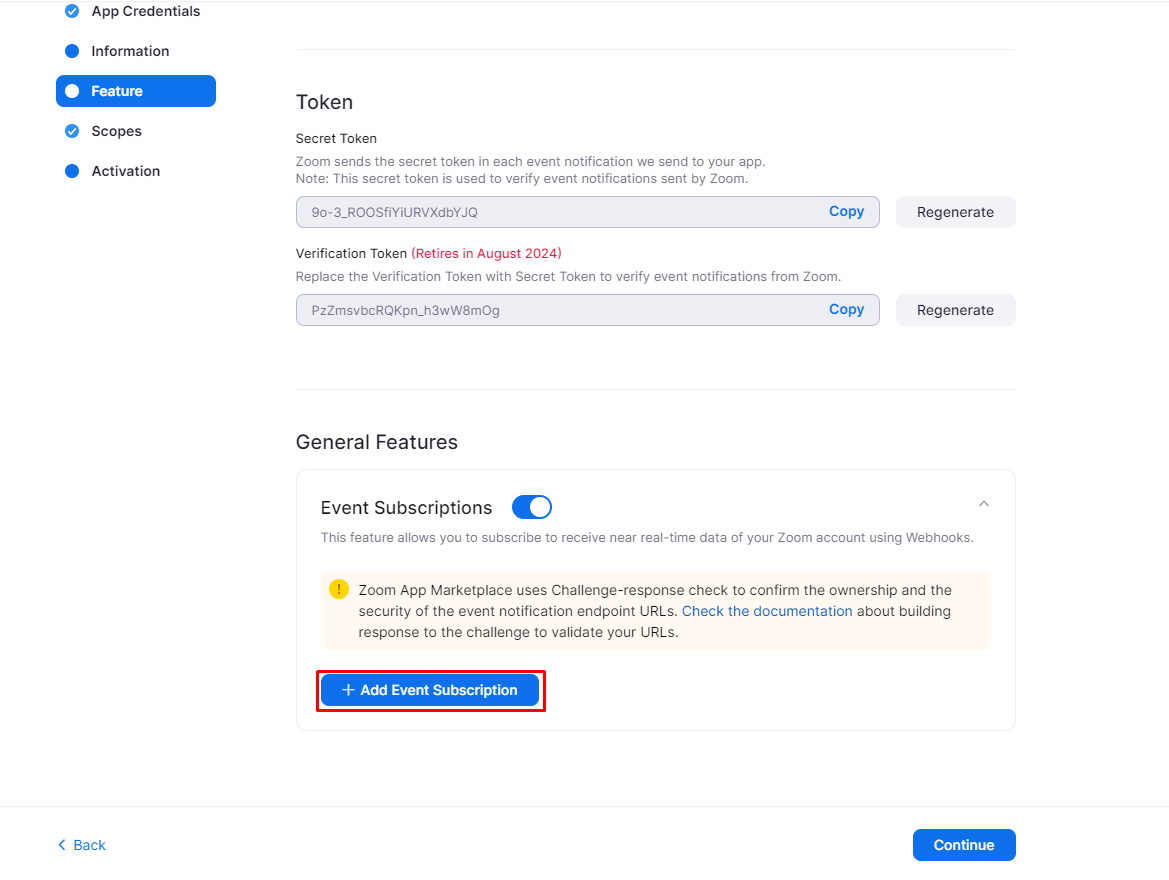 App Credentials
Information
Feature
Scopes
Activation
Token
Secret Token
Zoom sends the secret token in each event notification we send to your app.
Note: This secret token is used to verify event notifications sent by Zoom.
9o-3_ROOSfiYiURVXdbYJQ Copy Regenerate
Verification Token (Retires in August 2024)
Replace the Verification Token with Secret Token to verify event notifications from Zoom.
PzZmsvbcRQKpn_h3wW8mOg Copy Regenerate
General Features
Event Subscriptions
This feature allows you to subscribe to receive near real-time data of your Zoom account using Webhooks.
! Zoom App Marketplace uses Challenge-response check to confirm the ownership and the
security of the event notification endpoint URLs. Check the documentation about building
response to the challenge to validate your URLs.
+ Add Event Subscription
Back Continue